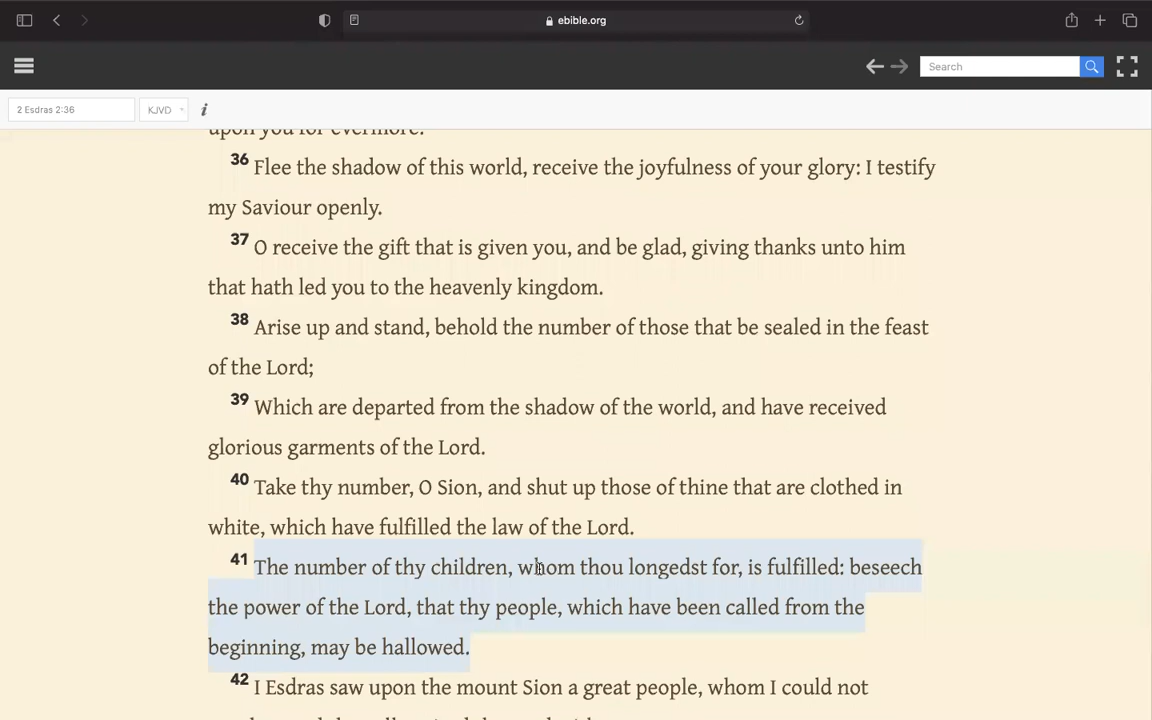 ebible.org
Search
2 Esdras 2:36
KJVD
i
upon you for evermore.
36 Flee the shadow of this world, receive the joyfulness of your glory: I testify
my Saviour openly.
37 O receive the gift that is given you, and be glad, giving thanks unto him
that hath led you to the heavenly kingdom.
38 Arise up and stand, behold the number of those that be sealed in the feast
of the Lord;
39 Which are departed from the shadow of the world, and have received
glorious garments of the Lord.
40 Take thy number, O Sion, and shut up those of thine that are clothed in
white, which have fulfilled the law of the Lord.
41 The number of thy children, whom thou longedst for, is fulfilled: beseech
the power of the Lord, that thy people, which have been called from the
beginning, may be hallowed.
42 I Esdras saw upon the mount Sion a great people, whom I could not